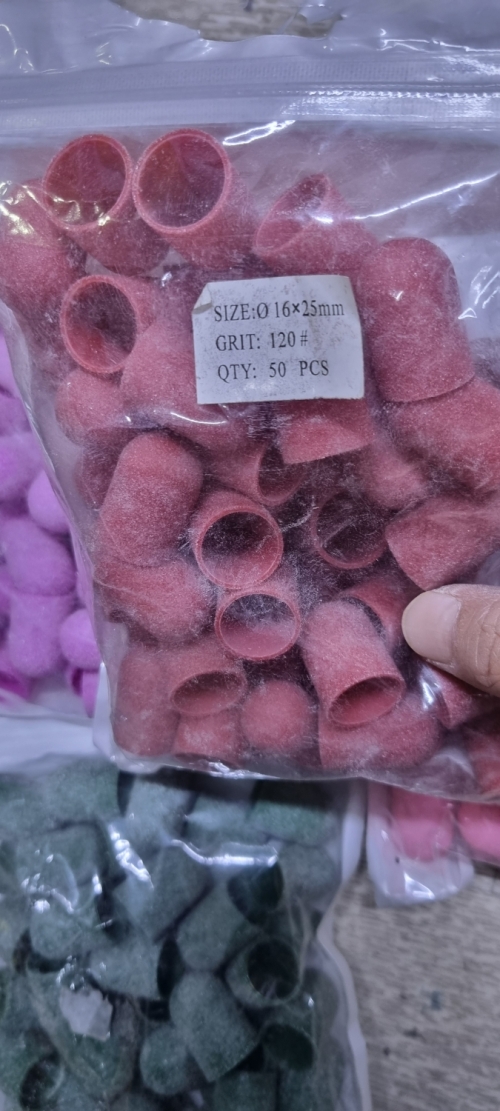 SIZE:Ø 16×25mm
GRIT: 120 #
QTY: 50 PCS